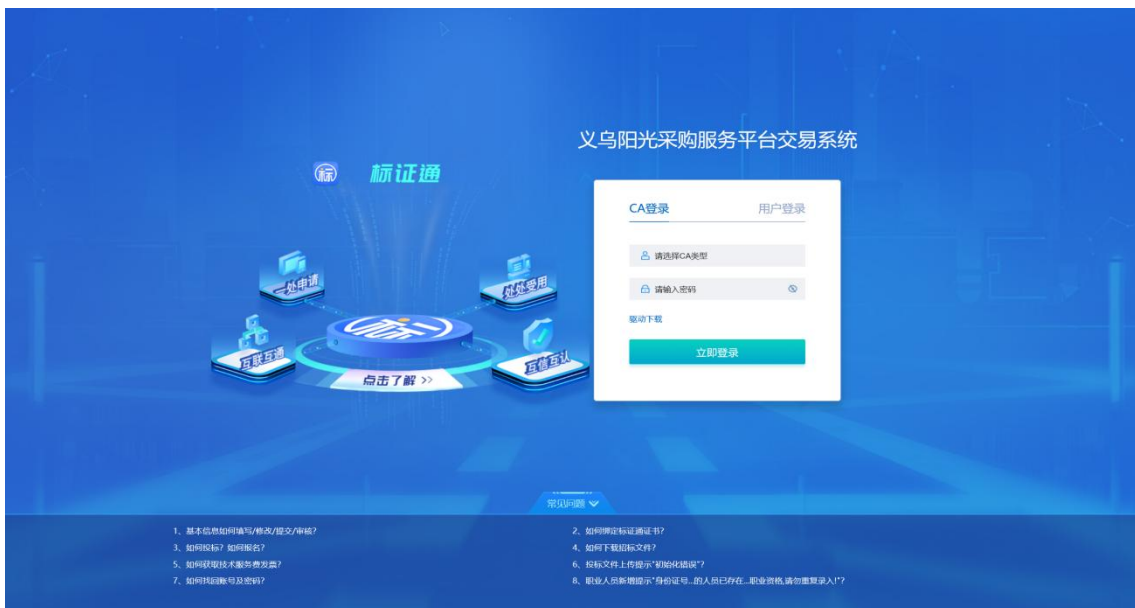 义乌阳光采购服务平台交易系统
标 标证通
CA登录 用户登录
请选择CA类型
请输入密码
驱动下载
立即登录
一处申请
处处受用
标
互联互通
互信互认
点击了解 >>
常见问题
1、基本信息如何填写/修改/提交/审核?
2、如何绑定标证通证书?
3、如何投标? 如何报名?
4、如何下载招标文件?
5、如何获取技术服务费发票?
6、投标文件上传提示"初始化错误"?
7、如何找回账号及密码?
8、职业人员新增提示"身份证号...的人员已存在...职业资格,请勿重复录入!"?